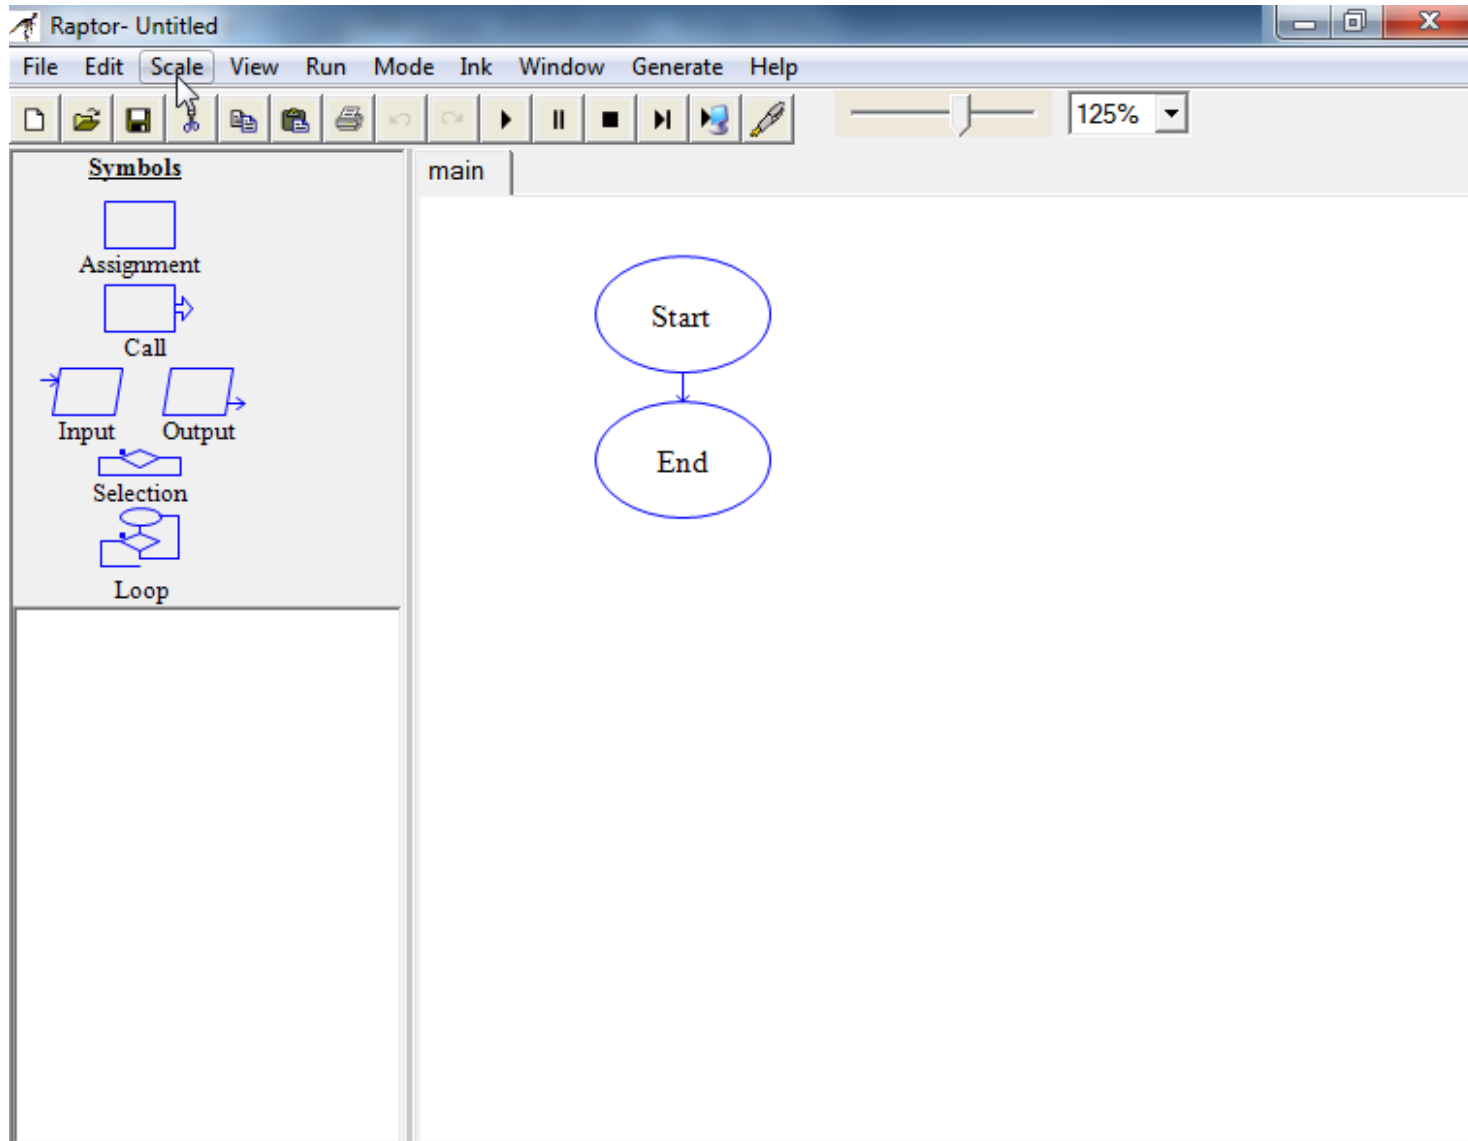 Raptor- Untitled
File Edit Scale View Run Mode Ink Window Generate Help
125%
Symbols
Assignment
Call
Input Output
Selection
Loop
main
Start
End